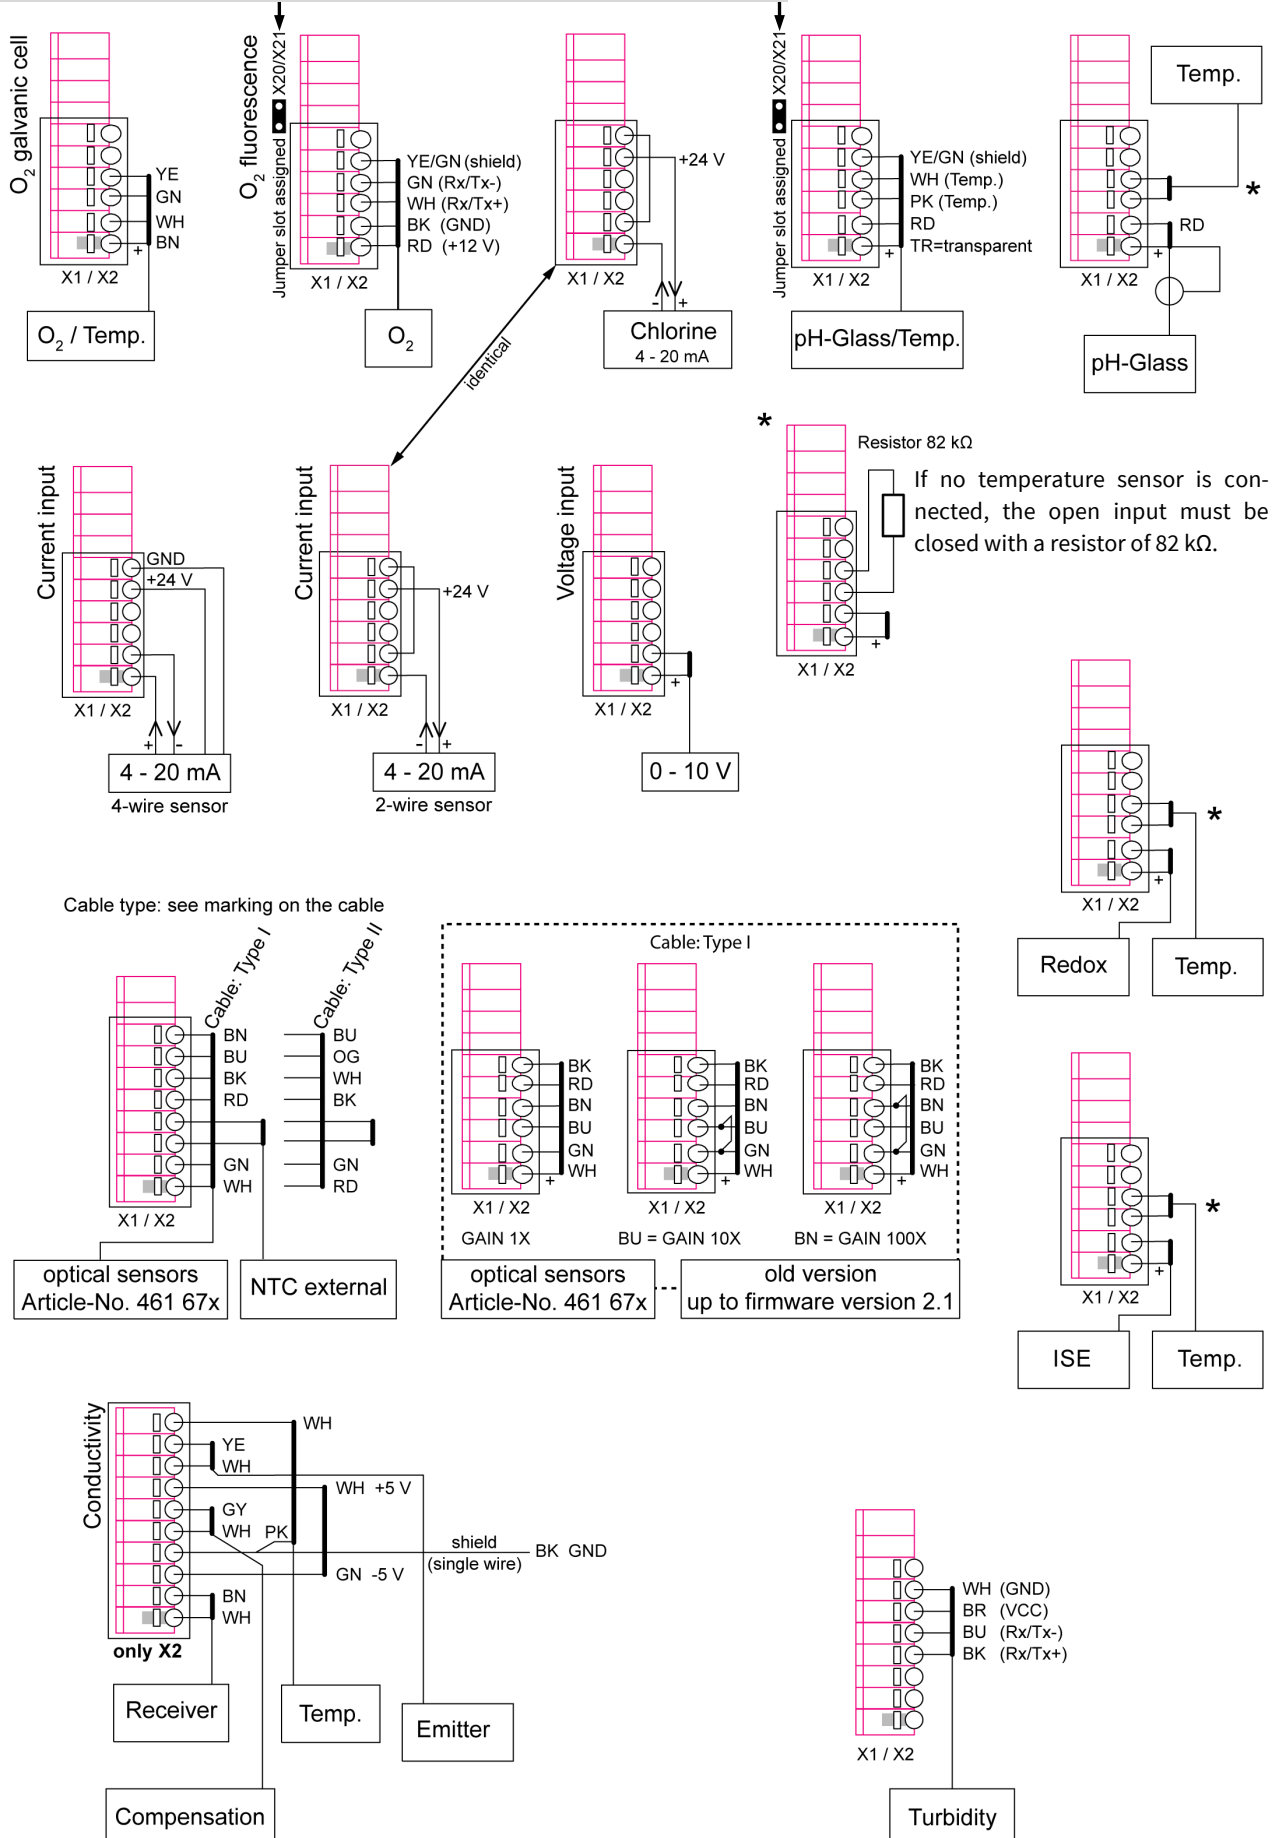 O2 galvanic cell
YE
GN
WH
BN
+
X1 / X2
O2 / Temp.
O2 fluorescence
Jumper slot assigned
X20/X21
YE/GN (shield)
GN (Rx/Tx-)
WH (Rx/Tx+)
BK (GND)
RD (+12 V)
X1 / X2
O2
+24 V
X1 / X2
- +
Chlorine
4 - 20 mA
identical
Jumper slot assigned
X20/X21
YE/GN (shield)
WH (Temp.)
PK (Temp.)
RD
TR=transparent
+
X1 / X2
pH-Glass/Temp.
Temp.
*
RD
+
X1 / X2
pH-Glass
Current input
GND
+24 V
X1 / X2
+ -
4 - 20 mA
4-wire sensor
Current input
+24 V
X1 / X2
- +
4 - 20 mA
2-wire sensor
Voltage input
+
X1 / X2
0 - 10 V
*
Resistor 82 kΩ
If no temperature sensor is con-
nected, the open input must be
closed with a resistor of 82 kΩ.
+
X1 / X2
*
+
X1 / X2
Redox
Temp.
Cable type: see marking on the cable
Cable: Type I
BN
BU
BK
RD
GN
WH
X1 / X2
Cable: Type II
BU
OG
WH
BK
GN
RD
optical sensors
Article-No. 461 67x
NTC external
Cable: Type I
BK
RD
BN
BU
GN
WH
+
X1 / X2
GAIN 1X
BK
RD
BN
BU
GN
WH
+
X1 / X2
BU = GAIN 10X
BK
RD
BN
BU
GN
WH
+
X1 / X2
BN = GAIN 100X
optical sensors
Article-No. 461 67x
old version
up to firmware version 2.1
*
+
X1 / X2
ISE
Temp.
Conductivity
WH
YE
WH
WH +5 V
GY
WH
PK
shield
(single wire)
BK GND
GN -5 V
BN
WH
only X2
Receiver
Temp.
Emitter
Compensation
WH (GND)
BR (VCC)
BU (Rx/Tx-)
BK (Rx/Tx+)
X1 / X2
Turbidity